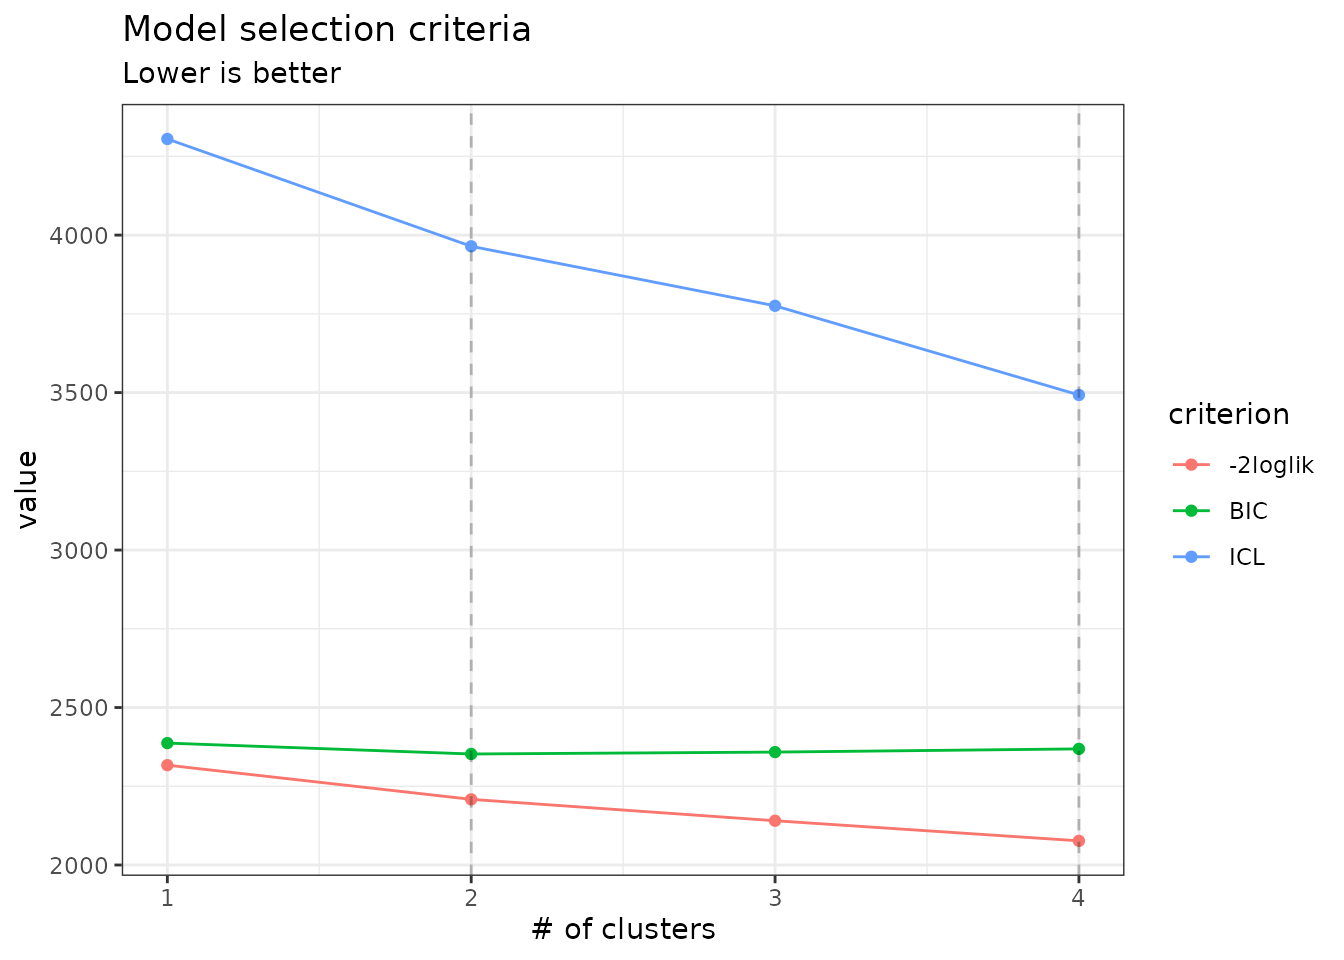 Model selection criteria
Lower is better
value
4000
3500
3000
2500
2000
1
2
3
4
# of clusters
criterion
-2loglik
BIC
ICL